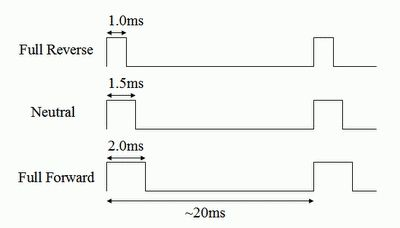 1.0ms
Full Reverse
1.5ms
Neutral
2.0ms
Full Forward
~20ms